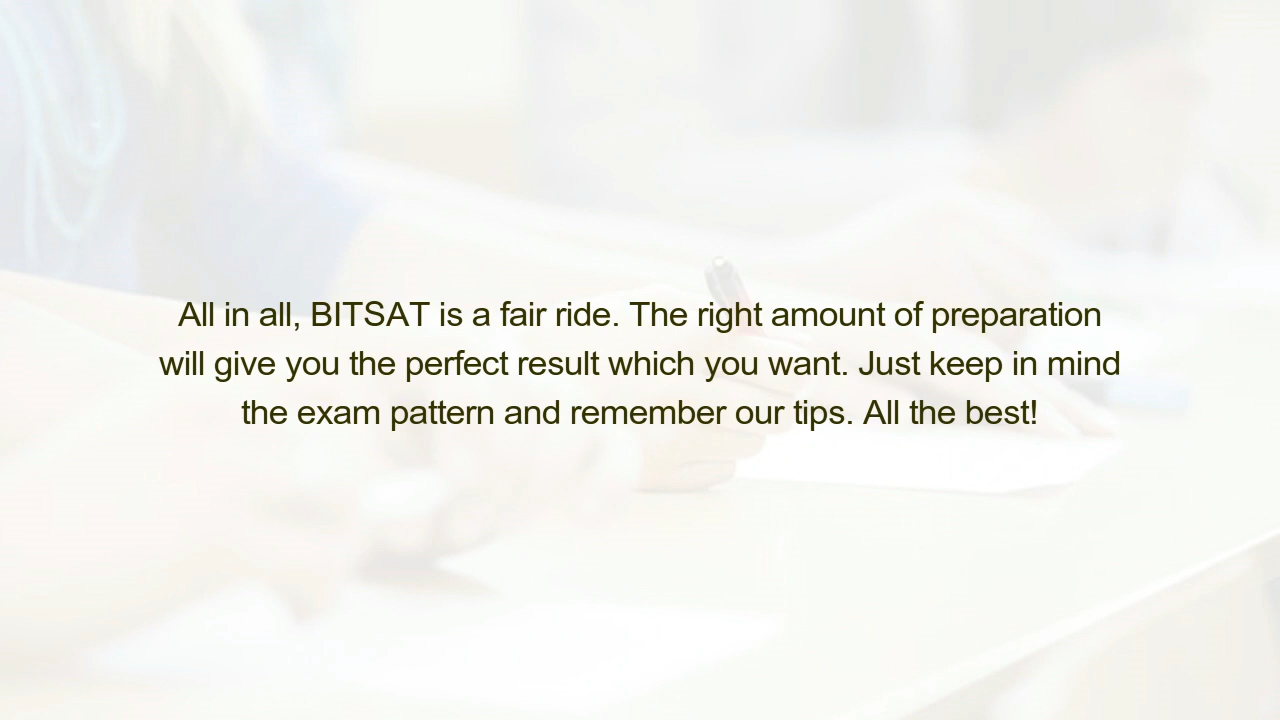 All in all, BITSAT is a fair ride. The right amount of preparation
will give you the perfect result which you want. Just keep in mind
the exam pattern and remember our tips. All the best!